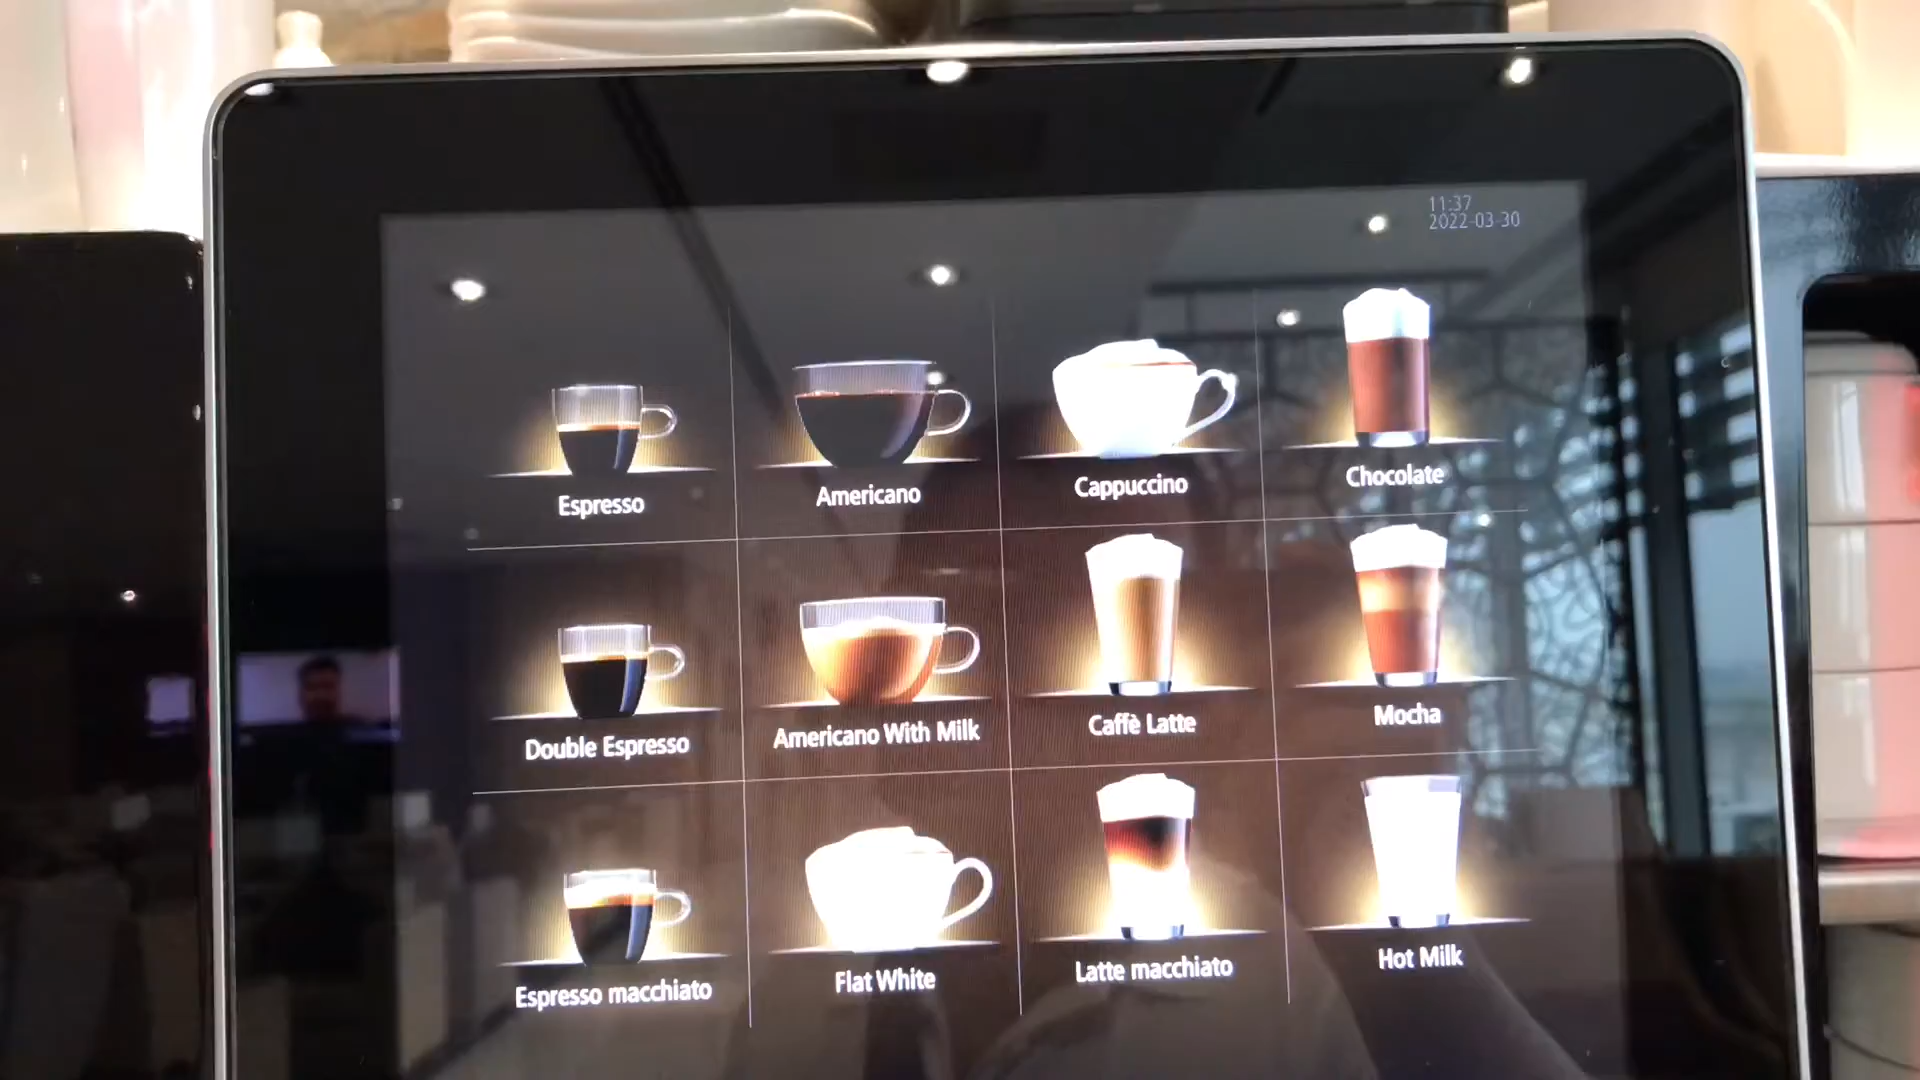 11:37
2022-03-30
Espresso
Americano
Cappuccino
Chocolate
Double Espresso
Americano With Milk
Caffè Latte
Mocha
Espresso macchiato
Flat White
Latte macchiato
Hot Milk